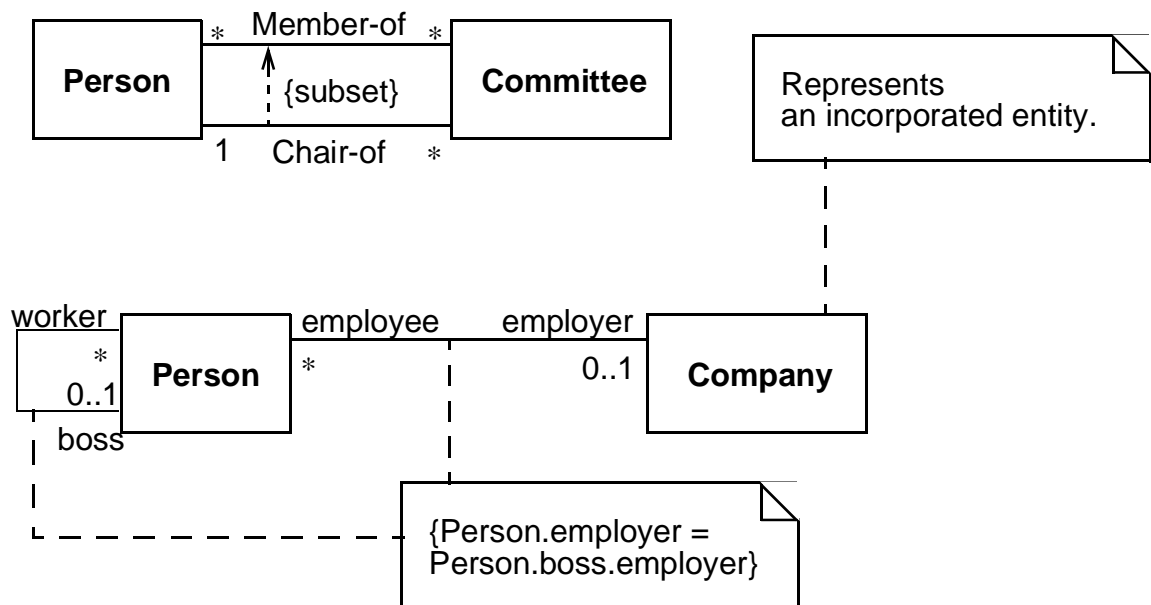 * Member-of *
Person
{subset}
Committee
1 Chair-of *
Represents
an incorporated entity.
worker
*
0..1
boss
Person
employee employer
* 0..1
Company
{Person.employer =
Person.boss.employer}